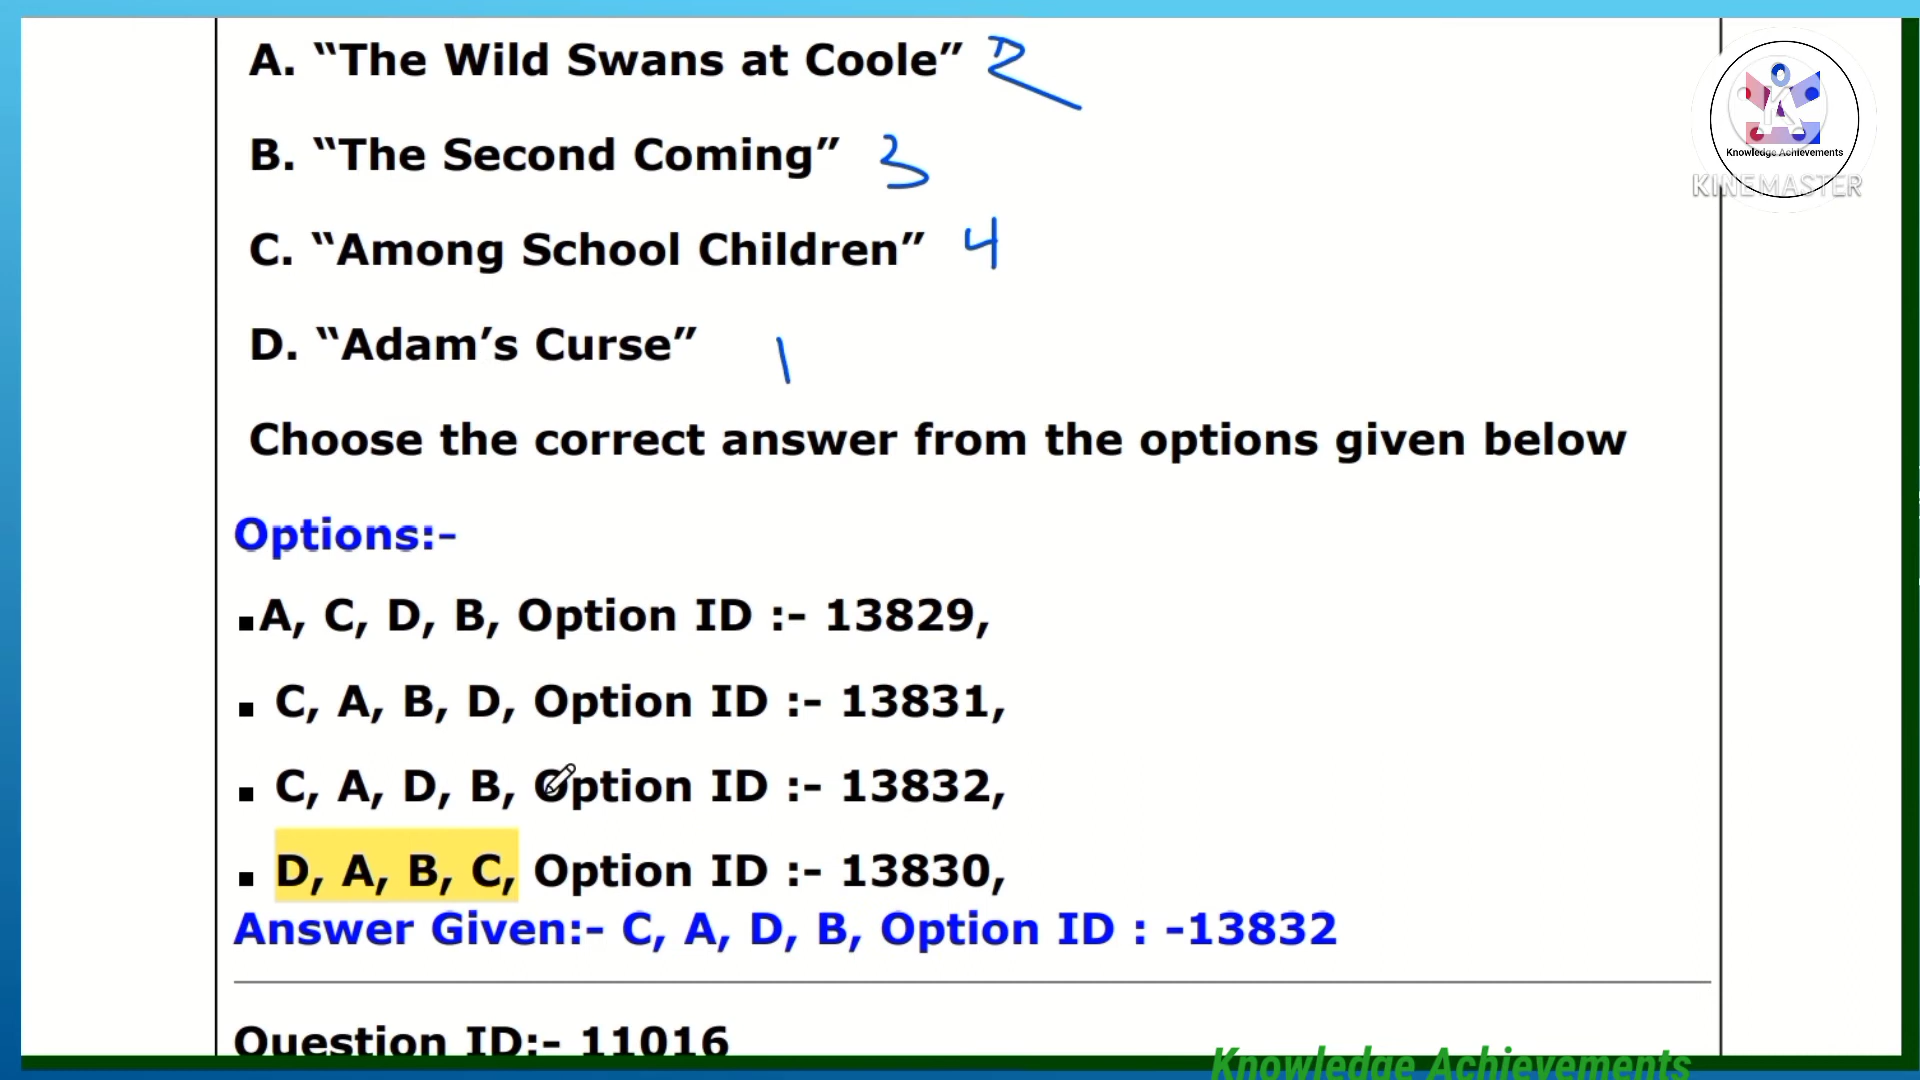 A. “The Wild Swans at Coole” 2
B. “The Second Coming” 3
C. “Among School Children” 4
D. “Adam’s Curse” 1
Choose the correct answer from the options given below
Options:-
▪A, C, D, B, Option ID :- 13829,
▪ C, A, B, D, Option ID :- 13831,
▪ C, A, D, B, Option ID :- 13832,
▪ D, A, B, C, Option ID :- 13830,
Answer Given:- C, A, D, B, Option ID : -13832
Question ID:- 11016
Knowledge Achievements
K
Knowledge Achievements
KINEMASTER